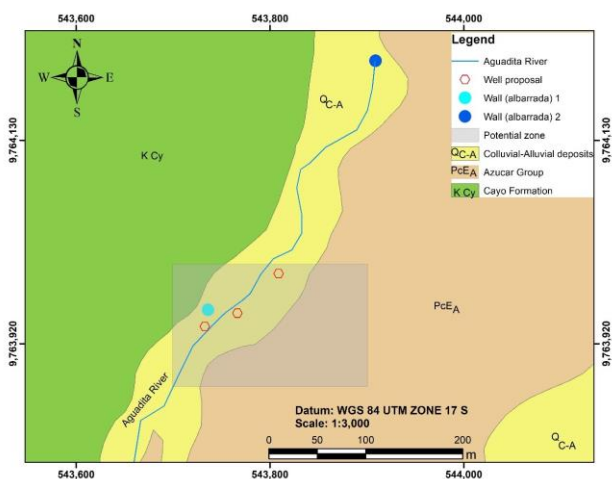 543,600 543,800 544,000
9,764,130
9,763,920
N
W E
S
Legend
Aguadita River
Well proposal
Wall (albarrada) 1
Wall (albarrada) 2
Potential zone
QC-A Colluvial-Alluvial deposits
PcEA Azucar Group
K Cy Cayo Formation
QC-A
K Cy
9,764,130
PcEA
9,763,920
Aguadita River
Datum: WGS 84 UTM ZONE 17 S
Scale: 1:3,000
0 50 100 200
m
QC-A
543,600 543,800 544,000